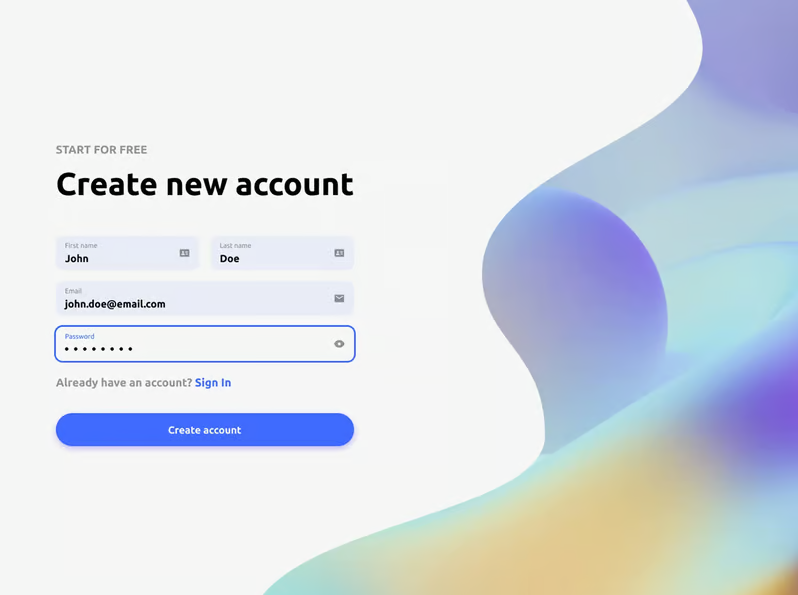 START FOR FREE
Create new account
First name
Last name
John
Doe
Email
john.doe@email.com
Password
••••••••
Already have an account? Sign In
Create account